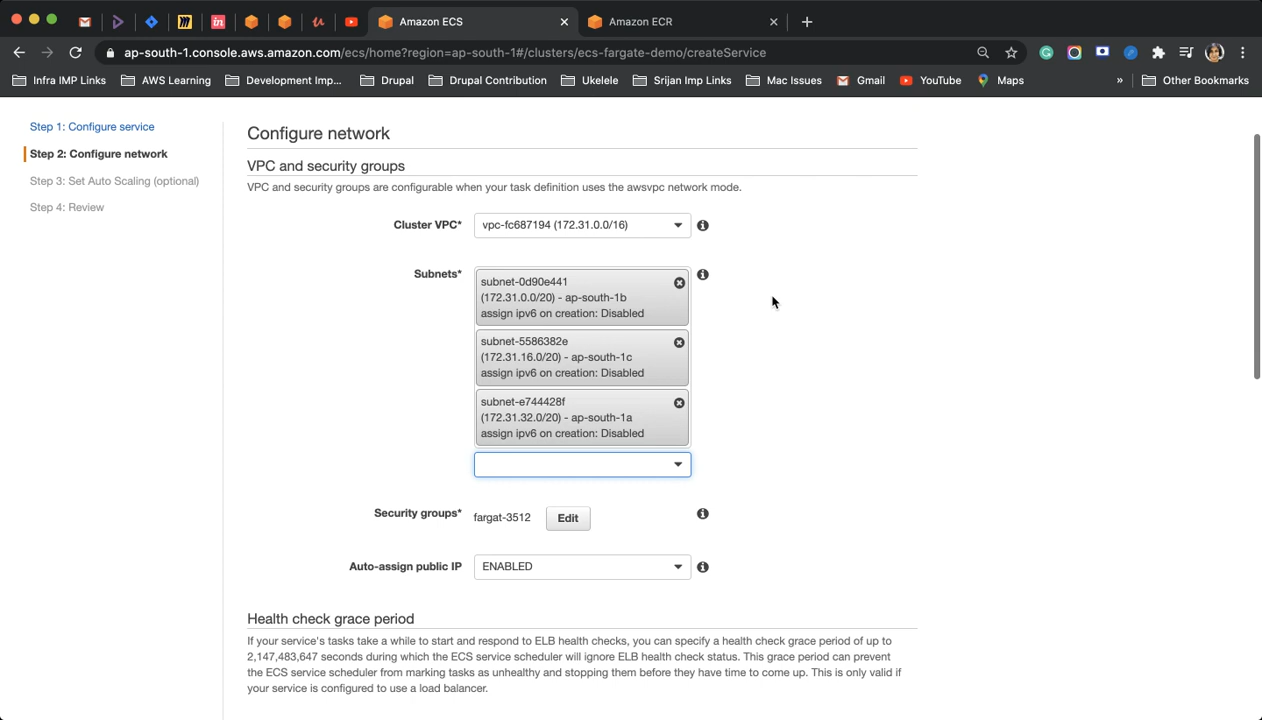 Amazon ECS
Amazon ECR
ap-south-1.console.aws.amazon.com/ecs/home?region=ap-south-1#/clusters/ecs-fargate-demo/createService
Infra IMP Links
AWS Learning
Development Imp...
Drupal
Drupal Contribution
Ukelele
Srijan Imp Links
Mac Issues
Gmail
YouTube
Maps
»
Other Bookmarks
Step 1: Configure service
Step 2: Configure network
Step 3: Set Auto Scaling (optional)
Step 4: Review
Configure network
VPC and security groups
VPC and security groups are configurable when your task definition uses the awsvpc network mode.
Cluster VPC* vpc-fc687194 (172.31.0.0/16)
Subnets*
subnet-0d90e441
(172.31.0.0/20) - ap-south-1b
assign ipv6 on creation: Disabled
subnet-5586382e
(172.31.16.0/20) - ap-south-1c
assign ipv6 on creation: Disabled
subnet-e744428f
(172.31.32.0/20) - ap-south-1a
assign ipv6 on creation: Disabled
Security groups* fargat-3512 Edit
Auto-assign public IP ENABLED
Health check grace period
If your service's tasks take a while to start and respond to ELB health checks, you can specify a health check grace period of up to
2,147,483,647 seconds during which the ECS service scheduler will ignore ELB health check status. This grace period can prevent
the ECS service scheduler from marking tasks as unhealthy and stopping them before they have time to come up. This is only valid if
your service is configured to use a load balancer.